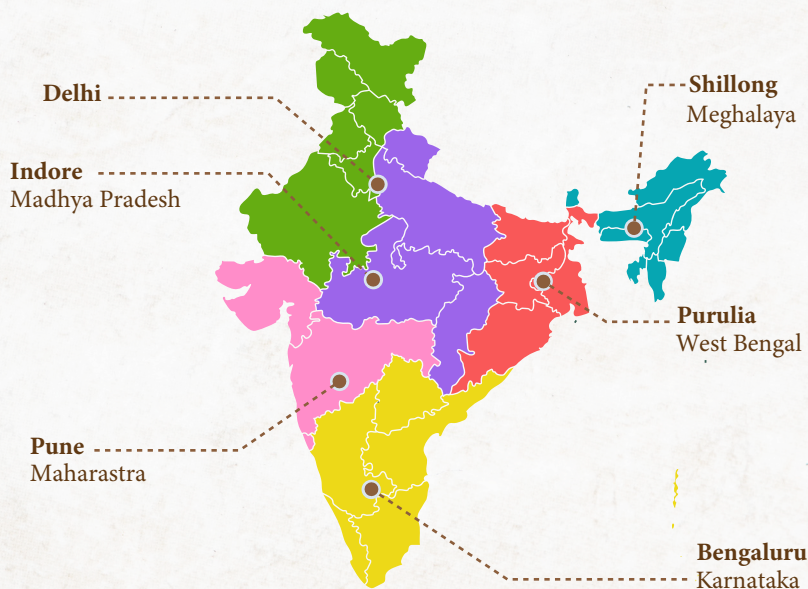 Delhi
Shillong
Meghalaya
Indore
Madhya Pradesh
Purulia
West Bengal
Pune
Maharastra
Bengaluru
Karnataka